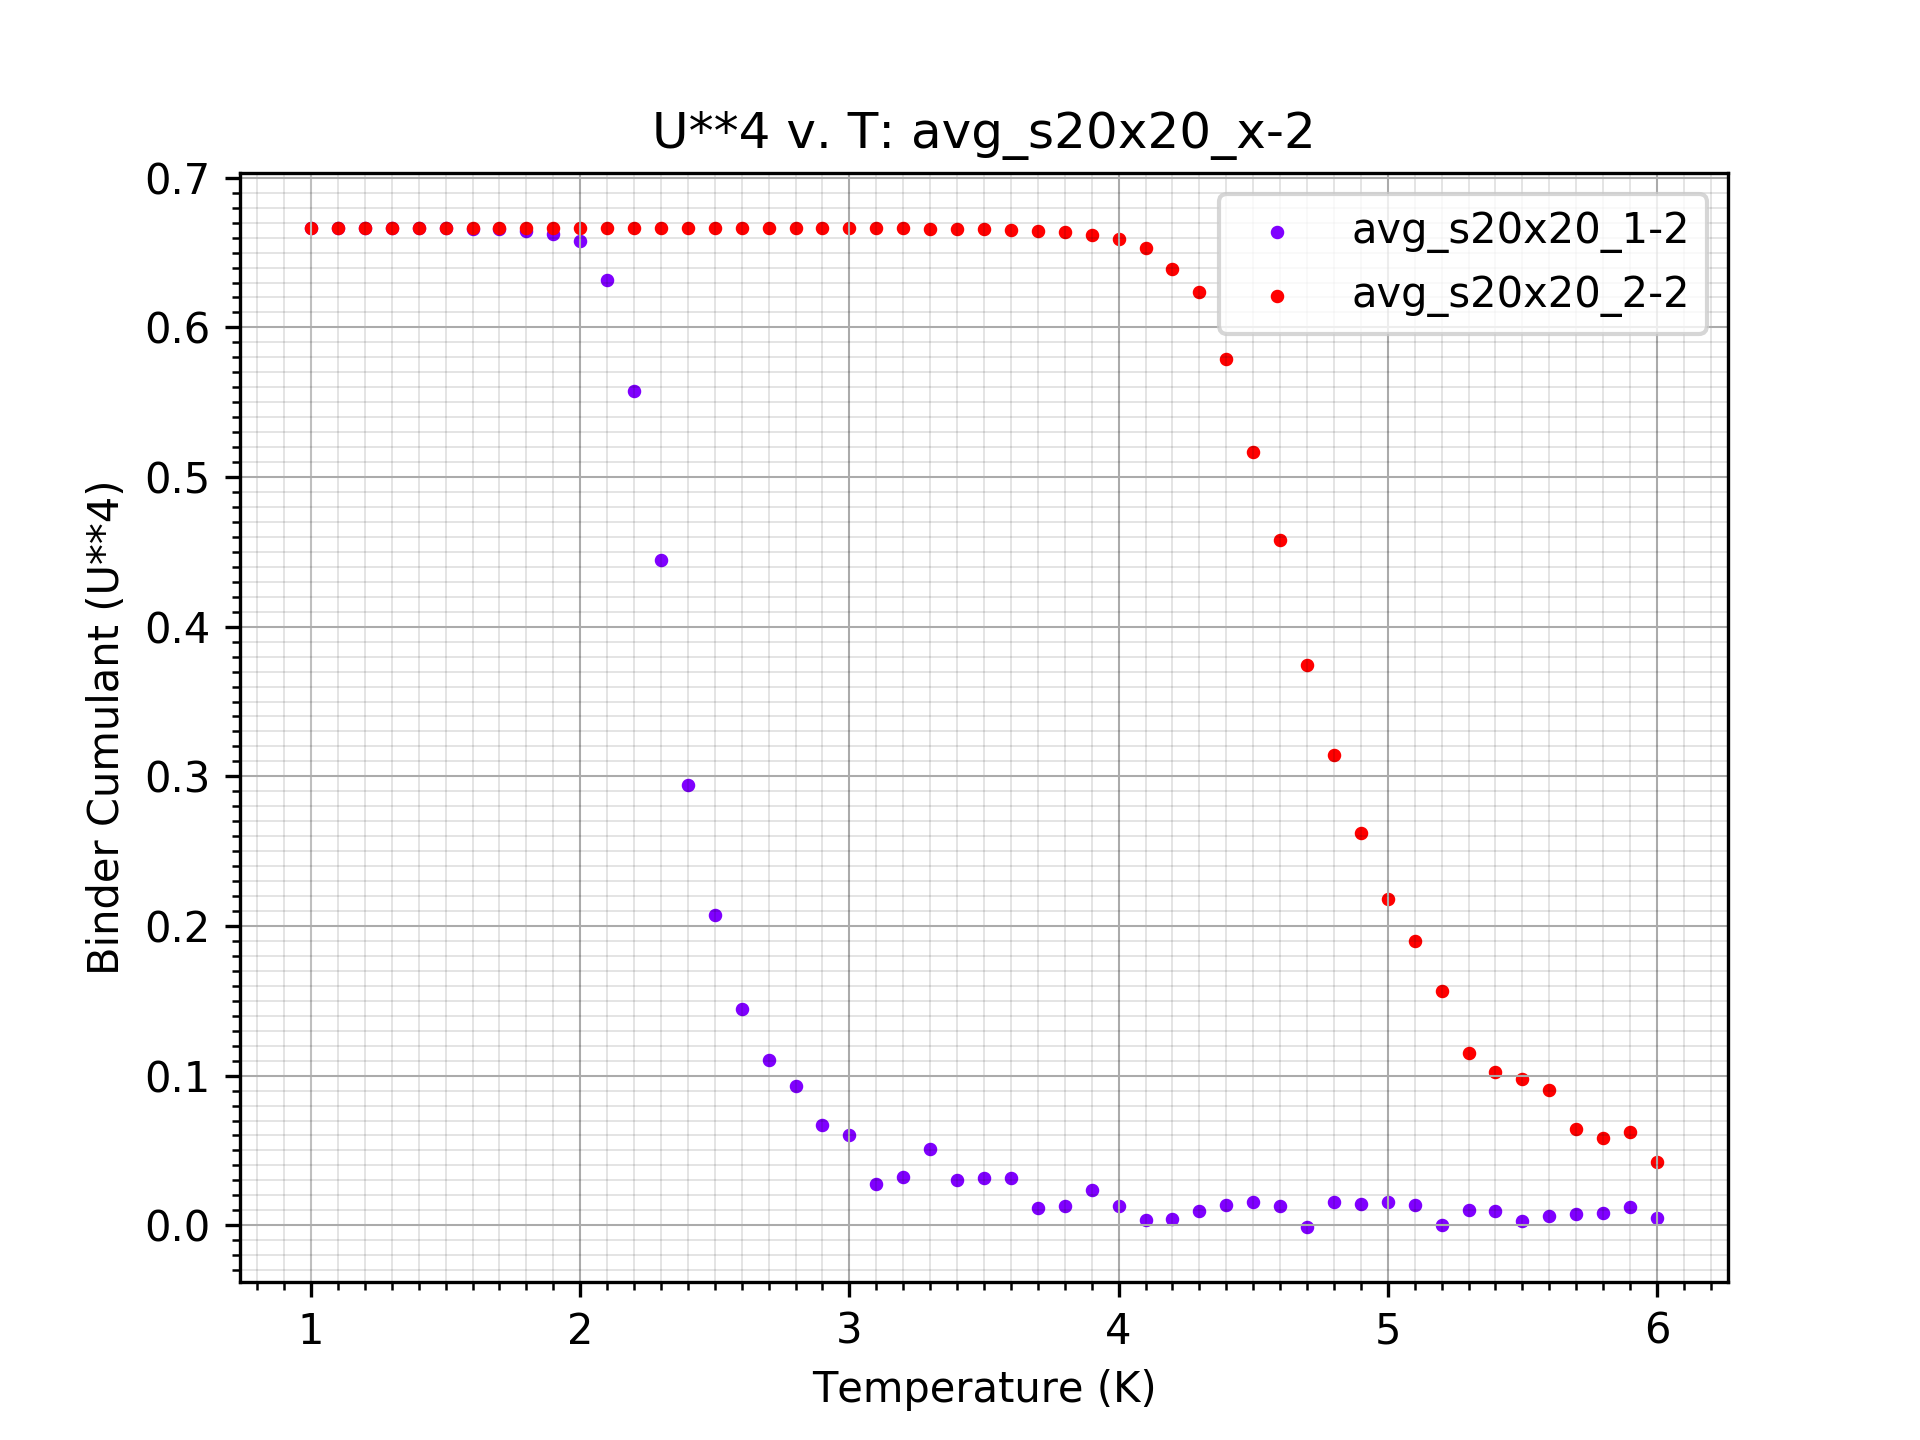 U**4 v. T: avg_s20x20_x-2
avg_s20x20_1-2
avg_s20x20_2-2
Binder Cumulant (U**4)
0.7
0.6
0.5
0.4
0.3
0.2
0.1
0.0
1 2 3 4 5 6
Temperature (K)